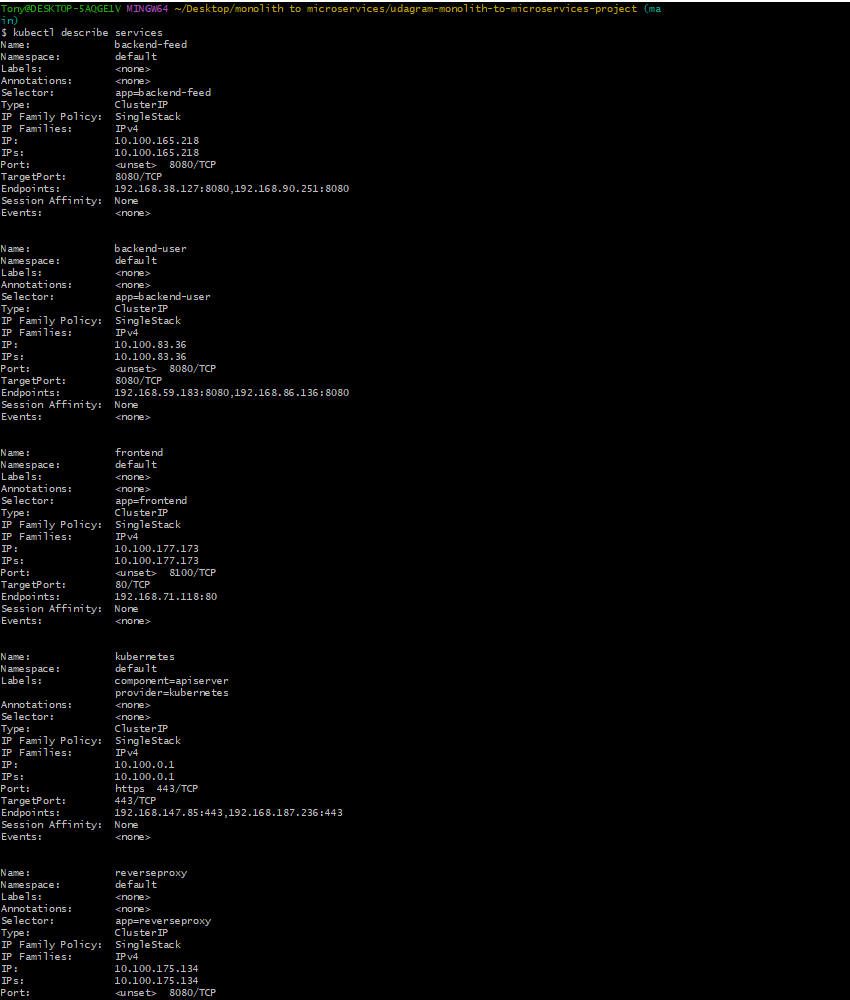 Tony@DESKTOP-5AQGE1V MINGW64 ~/Desktop/monolith to microservices/udagram-monolith-to-microservices-project (ma
in)
$ kubectl describe services
Name:              backend-feed
Namespace:         default
Labels:            <none>
Annotations:       <none>
Selector:          app=backend-feed
Type:              ClusterIP
IP Family Policy:  SingleStack
IP Families:       IPv4
IP:                10.100.165.218
IPs:               10.100.165.218
Port:              <unset>  8080/TCP
TargetPort:        8080/TCP
Endpoints:         192.168.38.127:8080,192.168.90.251:8080
Session Affinity:  None
Events:            <none>
Name:              backend-user
Namespace:         default
Labels:            <none>
Annotations:       <none>
Selector:          app=backend-user
Type:              ClusterIP
IP Family Policy:  SingleStack
IP Families:       IPv4
IP:                10.100.83.36
IPs:               10.100.83.36
Port:              <unset>  8080/TCP
TargetPort:        8080/TCP
Endpoints:         192.168.59.183:8080,192.168.86.136:8080
Session Affinity:  None
Events:            <none>
Name:              frontend
Namespace:         default
Labels:            <none>
Annotations:       <none>
Selector:          app=frontend
Type:              ClusterIP
IP Family Policy:  SingleStack
IP Families:       IPv4
IP:                10.100.177.173
IPs:               10.100.177.173
Port:              <unset>  8100/TCP
TargetPort:        80/TCP
Endpoints:         192.168.71.118:80
Session Affinity:  None
Events:            <none>
Name:              kubernetes
Namespace:         default
Labels:            component=apiserver
                   provider=kubernetes
Annotations:       <none>
Selector:          <none>
Type:              ClusterIP
IP Family Policy:  SingleStack
IP Families:       IPv4
IP:                10.100.0.1
IPs:               10.100.0.1
Port:              https  443/TCP
TargetPort:        443/TCP
Endpoints:         192.168.147.85:443,192.168.187.236:443
Session Affinity:  None
Events:            <none>
Name:              reverseproxy
Namespace:         default
Labels:            <none>
Annotations:       <none>
Selector:          app=reverseproxy
Type:              ClusterIP
IP Family Policy:  SingleStack
IP Families:       IPv4
IP:                10.100.175.134
IPs:               10.100.175.134
Port:              <unset>  8080/TCP